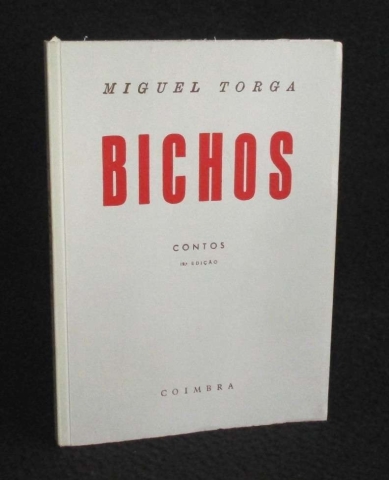 MIGUEL TORGA
BICHOS
CONTOS
EDIÇÃO
COIMBRA